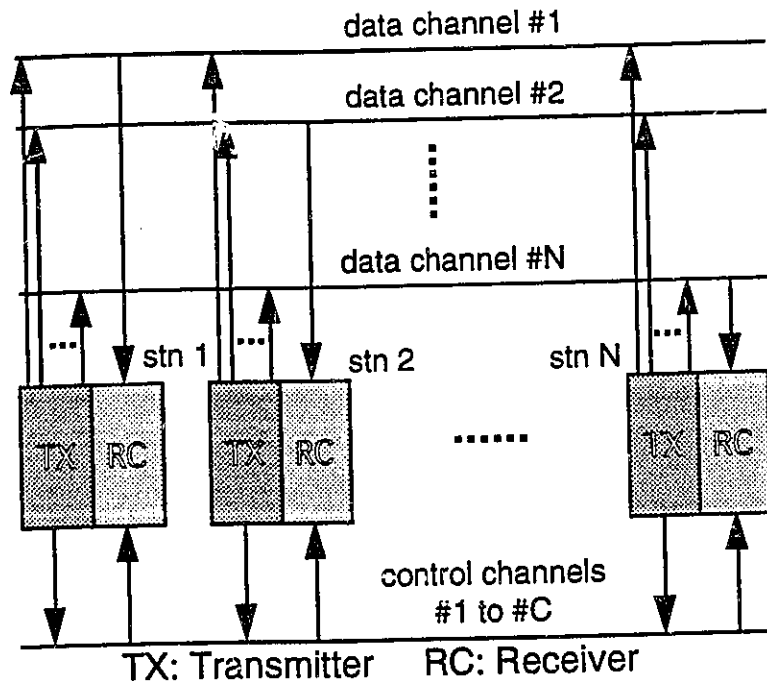 data channel #1
data channel #2
data channel #N
stn 1
stn 2
stn N
TX RC
TX RC
TX RC
control channels
#1 to #C
TX: Transmitter RC: Receiver